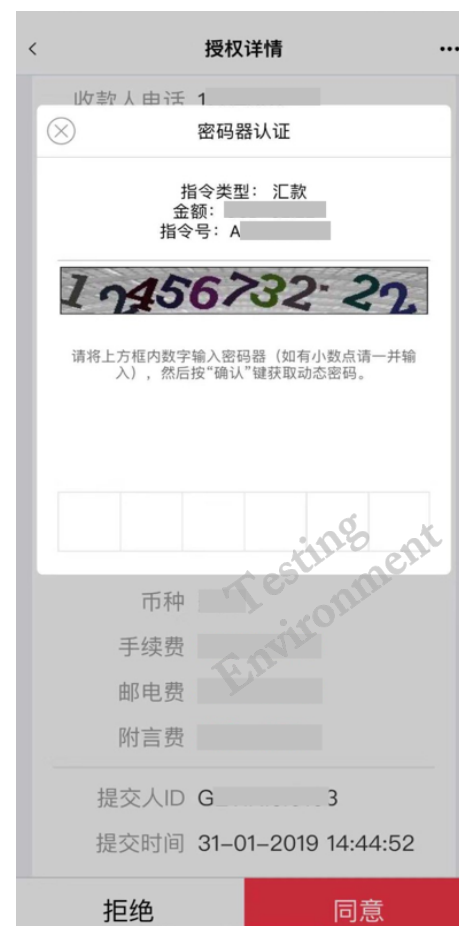 授权详情
收款人电话 1
密码器认证
指令类型： 汇款
金额：
指令号： A
12456732.22
请将上方框内数字输入密码器（如有小数点请一并输
入），然后按“确认”键获取动态密码。
Testing
Environment
币种
手续费
邮电费
附言费
提交人ID G 3
提交时间 31-01-2019 14:44:52
拒绝
同意